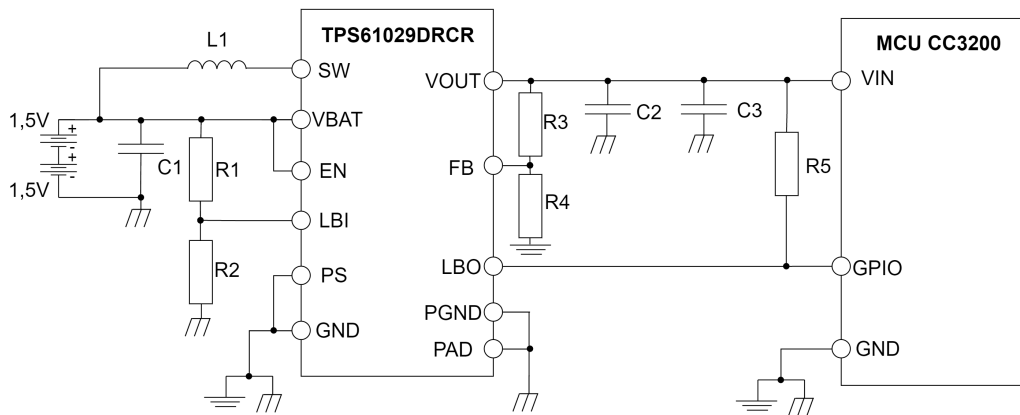 TPS61029DRCR
MCU CC3200
L1
SW
VOUT
VIN
1,5V
+
-
+
-
1,5V
VBAT
C1
R1
EN
R3
C2
C3
FB
R5
R4
LBI
R2
PS
LBO
GPIO
GND
PGND
PAD
GND